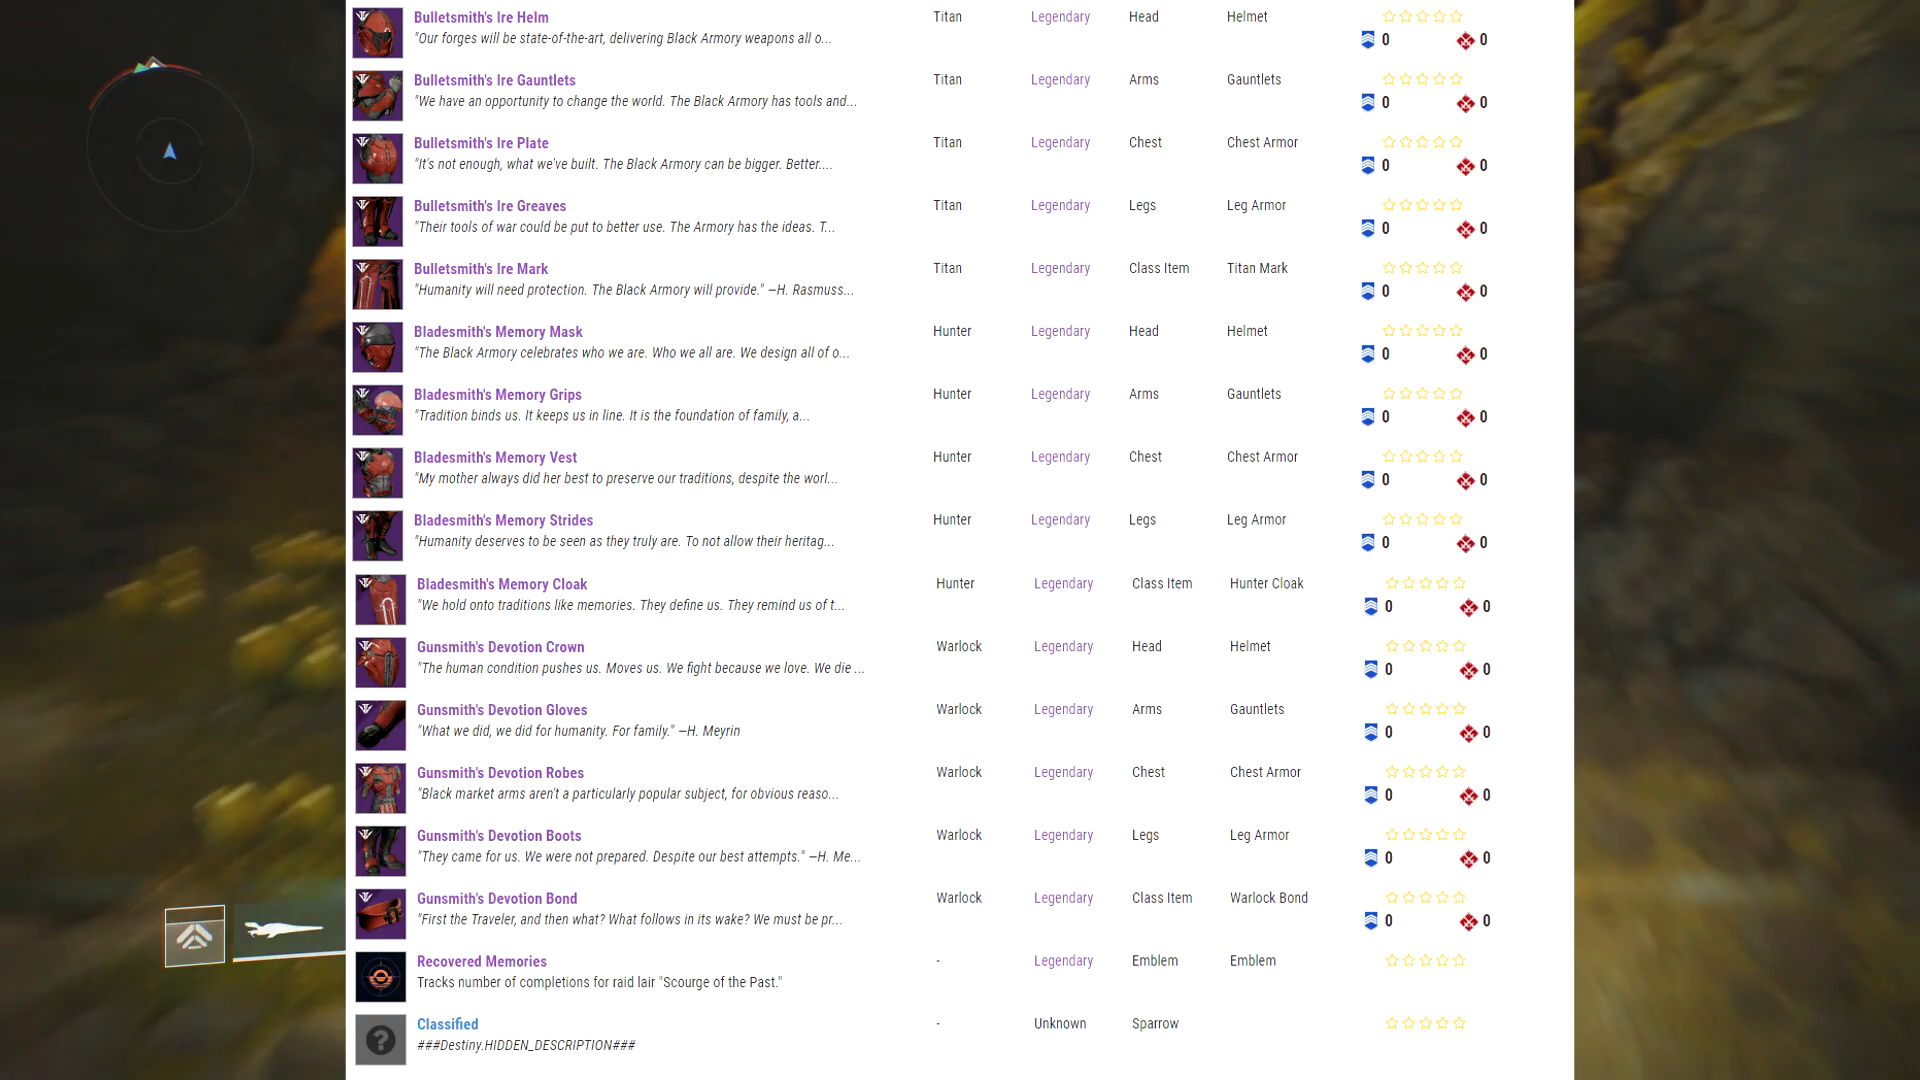 Bulletsmith's Ire Helm Titan Legendary Head Helmet
"Our forges will be state-of-the-art, delivering Black Armory weapons all o...
0 0
Bulletsmith's Ire Gauntlets Titan Legendary Arms Gauntlets
"We have an opportunity to change the world. The Black Armory has tools and...
0 0
Bulletsmith's Ire Plate Titan Legendary Chest Chest Armor
"It's not enough, what we've built. The Black Armory can be bigger. Better....
0 0
Bulletsmith's Ire Greaves Titan Legendary Legs Leg Armor
"Their tools of war could be put to better use. The Armory has the ideas. T...
0 0
Bulletsmith's Ire Mark Titan Legendary Class Item Titan Mark
"Humanity will need protection. The Black Armory will provide." —H. Rasmuss...
0 0
Bladesmith's Memory Mask Hunter Legendary Head Helmet
"The Black Armory celebrates who we are. Who we all are. We design all of o...
0 0
Bladesmith's Memory Grips Hunter Legendary Arms Gauntlets
"Tradition binds us. It keeps us in line. It is the foundation of family, a...
0 0
Bladesmith's Memory Vest Hunter Legendary Chest Chest Armor
"My mother always did her best to preserve our traditions, despite the worl...
0 0
Bladesmith's Memory Strides Hunter Legendary Legs Leg Armor
"Humanity deserves to be seen as they truly are. To not allow their heritag...
0 0
Bladesmith's Memory Cloak Hunter Legendary Class Item Hunter Cloak
"We hold onto traditions like memories. They define us. They remind us of t...
0 0
Gunsmith's Devotion Crown Warlock Legendary Head Helmet
"The human condition pushes us. Moves us. We fight because we love. We die ...
0 0
Gunsmith's Devotion Gloves Warlock Legendary Arms Gauntlets
"What we did, we did for humanity. For family." —H. Meyrin
0 0
Gunsmith's Devotion Robes Warlock Legendary Chest Chest Armor
"Black market arms aren't a particularly popular subject, for obvious reaso...
0 0
Gunsmith's Devotion Boots Warlock Legendary Legs Leg Armor
"They came for us. We were not prepared. Despite our best attempts." —H. Me...
0 0
Gunsmith's Devotion Bond Warlock Legendary Class Item Warlock Bond
"First the Traveler, and then what? What follows in its wake? We must be pr...
0 0
Recovered Memories - Legendary Emblem Emblem
Tracks number of completions for raid lair "Scourge of the Past."
Classified - Unknown Sparrow
?
###Destiny.HIDDEN_DESCRIPTION###